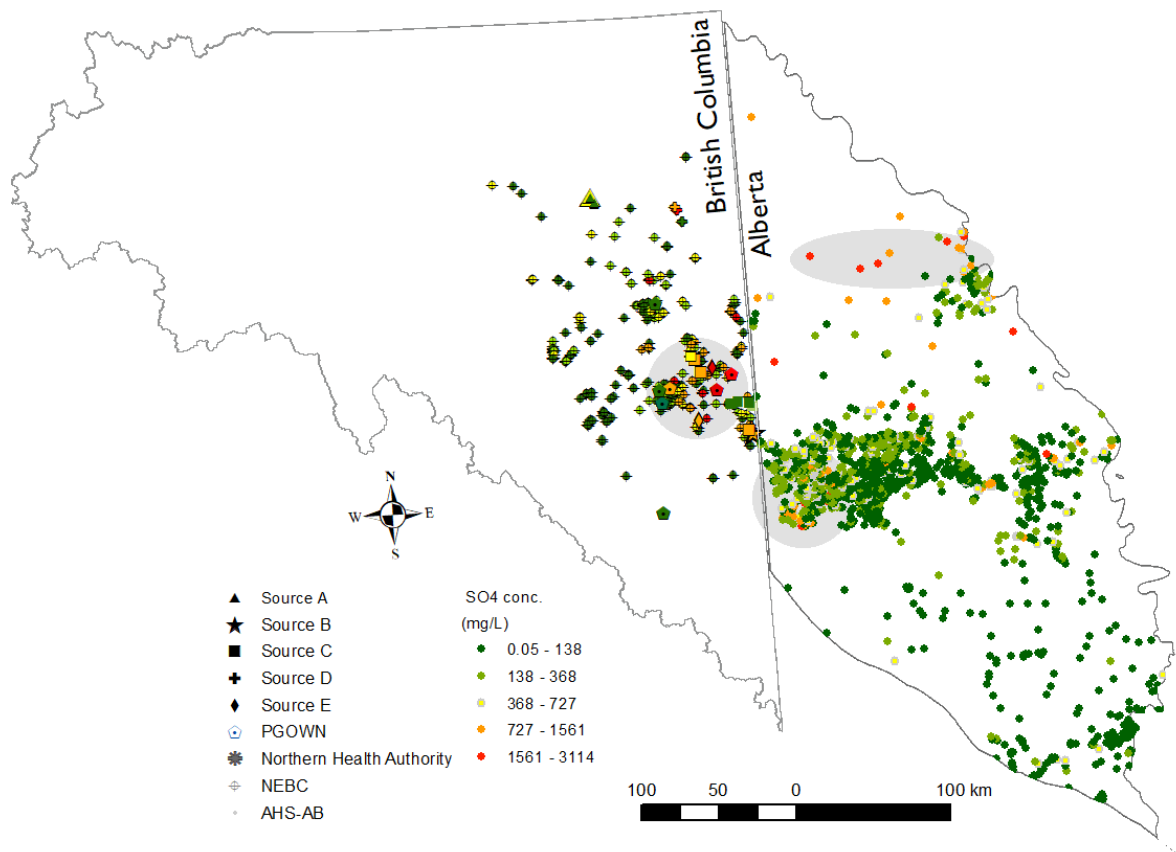 British Columbia
Alberta
N
W E
S
Source A
Source B
Source C
Source D
Source E
PGOWN
Northern Health Authority
NEBC
AHS-AB
SO4 conc.
(mg/L)
0.05 - 138
138 - 368
368 - 727
727 - 1561
1561 - 3114
100 50 0 100 km